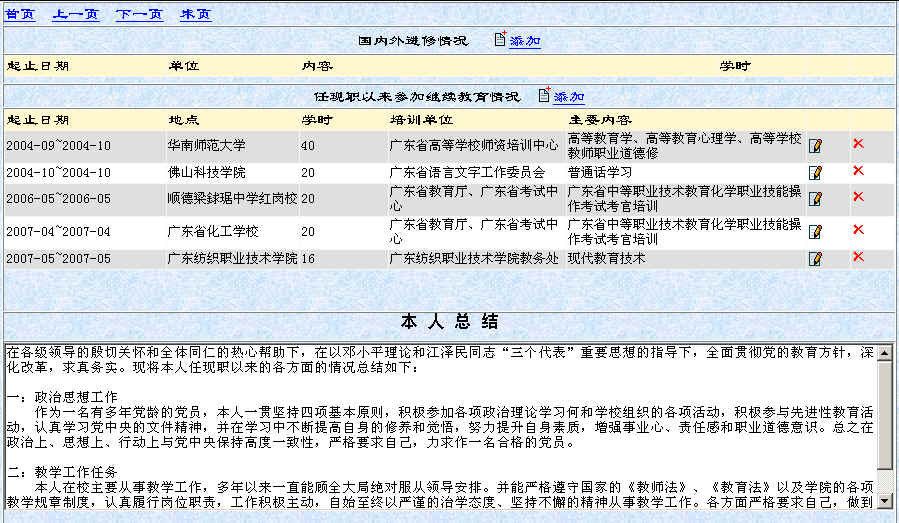 首页 上一页 下一页 末页
国内外进修情况 添加
起止日期 单位 内容 学时
任现职以来参加继续教育情况 添加
起止日期 地点 学时 培训单位 主要内容
2004-09~2004-10 华南师范大学 40 广东省高等学校师资培训中心 高等教育学、高等教育心理学、高等学校
教师职业道德修
2004-10~2004-10 佛山科技学院 20 广东省语言文字工作委员会 普通话学习
2006-05~2006-05 顺德梁銶琚中学红岗校 20 广东省教育厅、广东省考试中 广东省中等职业技术教育化学职业技能操
心 作考试考官培训
2007-04~2007-04 广东省化工学校 20 广东省教育厅、广东省考试中 广东省中等职业技术教育化学职业技能操
心 作考试考官培训
2007-05~2007-05 广东纺织职业技术学院 16 广东纺织职业技术学院教务处 现代教育技术
本 人 总 结
在各级领导的殷切关怀和全体同仁的热心帮助下，在以邓小平理论和江泽民同志“三个代表”重要思想的指导下，全面贯彻党的教育方针，深
化改革，求真务实。现将本人任现职以来的各方面的情况总结如下：
一：政治思想工作
作为一名有多年党龄的党员，本人一贯坚持四项基本原则，积极参加各项政治理论学习何和学校组织的各项活动，积极参与先进性教育活
动，认真学习党中央的文件精神，并在学习中不断提高自身的修养和觉悟，努力提升自身素质，增强事业心、责任感和职业道德意识。总之在
政治上、思想上、行动上与党中央保持高度一致性，严格要求自己，力求作一名合格的党员。
二：教学工作任务
本人在校主要从事教学工作，多年以来一直能顾全大局绝对服从领导安排。并能严格遵守国家的《教师法》、《教育法》以及学院的各项
教学规章制度，认真履行岗位职责，工作积极主动，自始至终以严谨的治学态度、坚持不懈的精神从事教学工作。各方面严格要求自己，做到